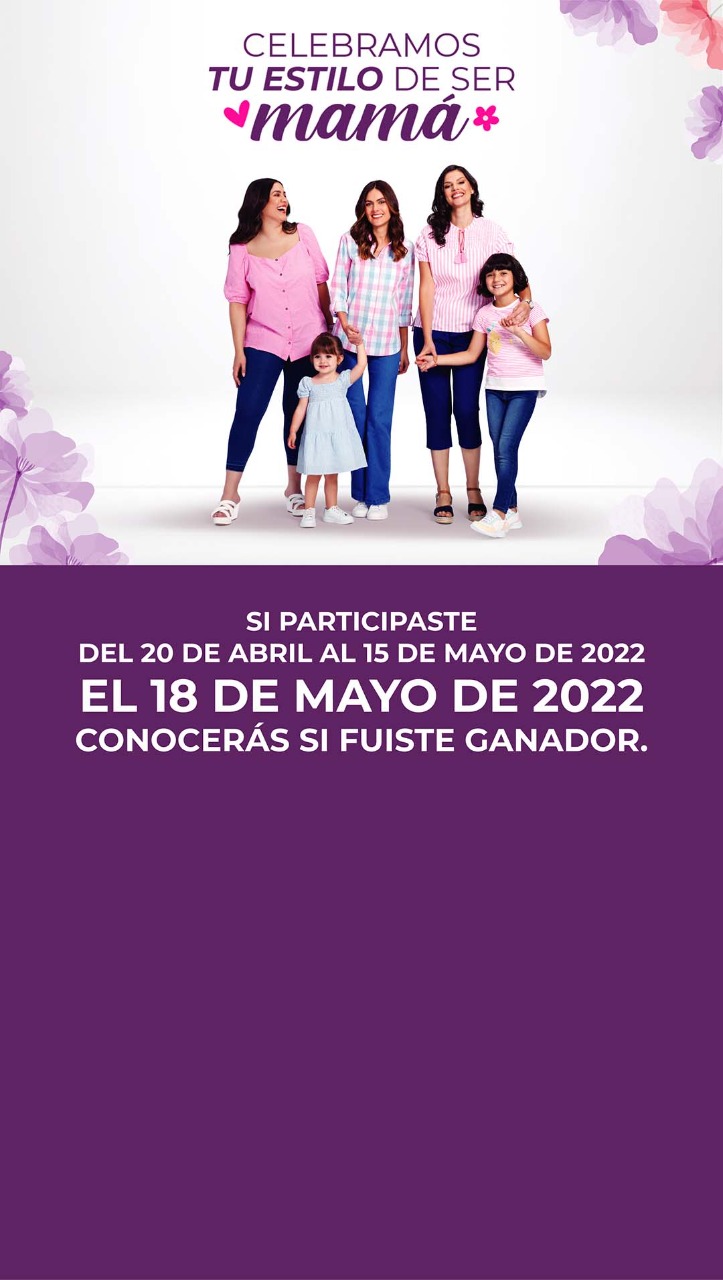 CELEBRAMOS
TU ESTILO DE SER
mamá
SI PARTICIPASTE
DEL 20 DE ABRIL AL 15 DE MAYO DE 2022
EL 18 DE MAYO DE 2022
CONOCERÁS SI FUISTE GANADOR.